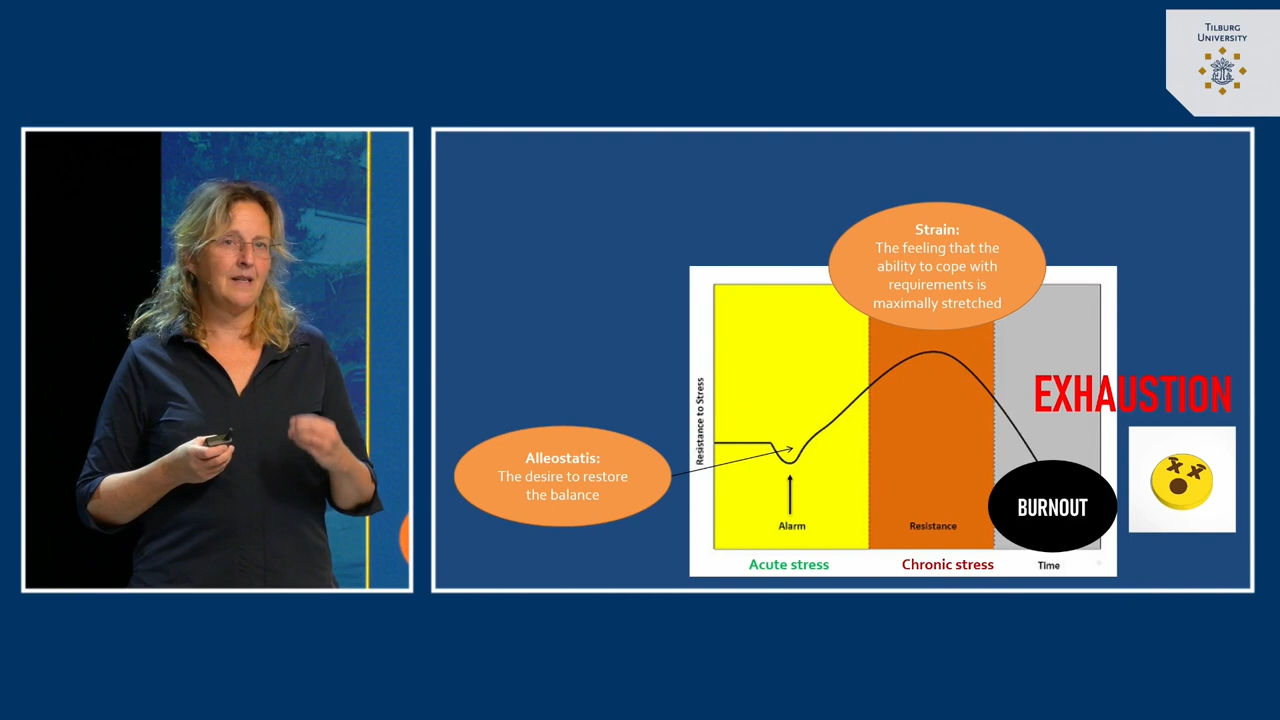 TILBURG
UNIVERSITY
Strain:
The feeling that the
ability to cope with
requirements is
maximally stretched
Resistance to Stress
EXHAUSTION
Alleostatis:
The desire to restore
the balance
BURNOUT
Alarm
Resistance
Acute stress
Chronic stress
Time